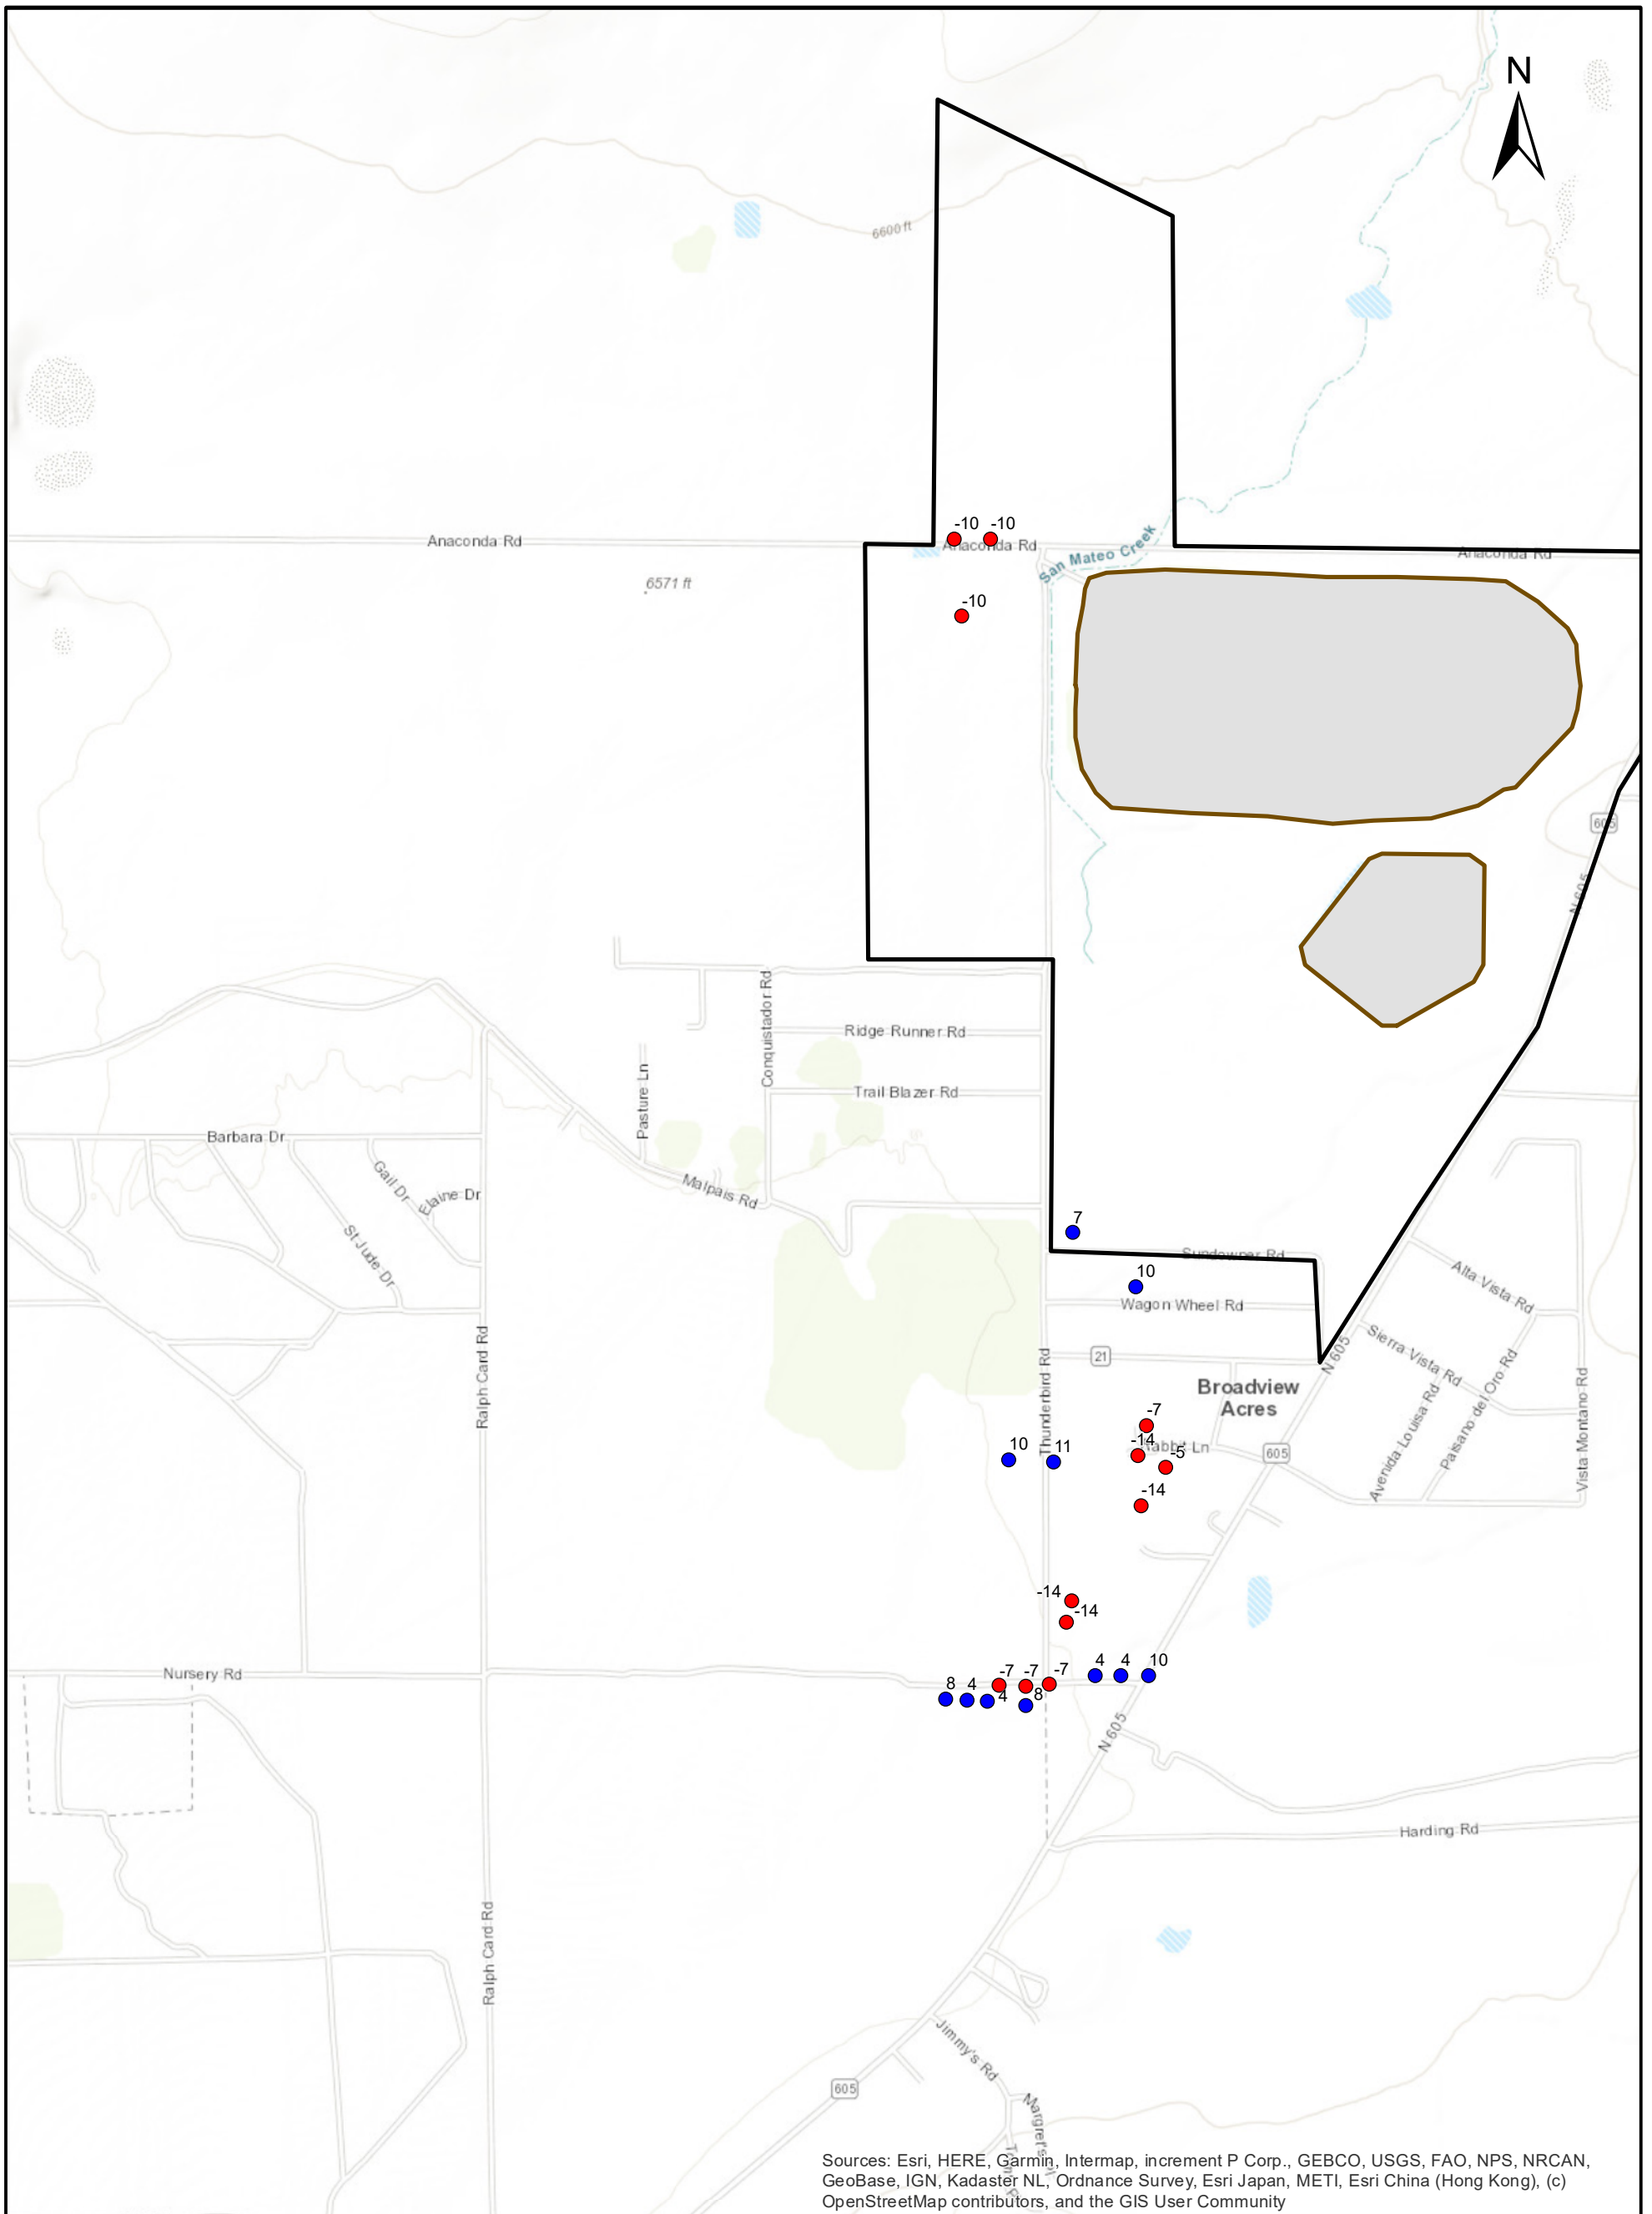 N
6600 ft
-10
-10
Anaconda Rd
Anaconda Rd
San Mateo Creek
Anaconda Rd
6571 ft
-10
605
N 605
Conquistador Rd
Ridge Runner Rd
Pasture Ln
Trail Blazer Rd
Barbara Dr
Gail Dr
Elaine Dr
Malpais Rd
St Jude Dr
7
Sundowner Rd
10
Wagon Wheel Rd
Alta Vista Rd
Ralph Card Rd
Thunderbird Rd
21
N 605
Sierra Vista Rd
Broadview
Acres
Avenida Louisa Rd
Paisano del Oro Rd
Vista Montano Rd
-7
10
11
-14
Rabbit Ln
-5
605
-14
-14
-14
Nursery Rd
8
4
4
-7
-7
8
-7
4
4
10
N 605
Harding Rd
Ralph Card Rd
Jimmy's Rd
605
Sources: Esri, HERE, Garmin, Intermap, increment P Corp., GEBCO, USGS, FAO, NPS, NRCAN,
GeoBase, IGN, Kadaster NL, Ordnance Survey, Esri Japan, METI, Esri China (Hong Kong), (c)
OpenStreetMap contributors, and the GIS User Community